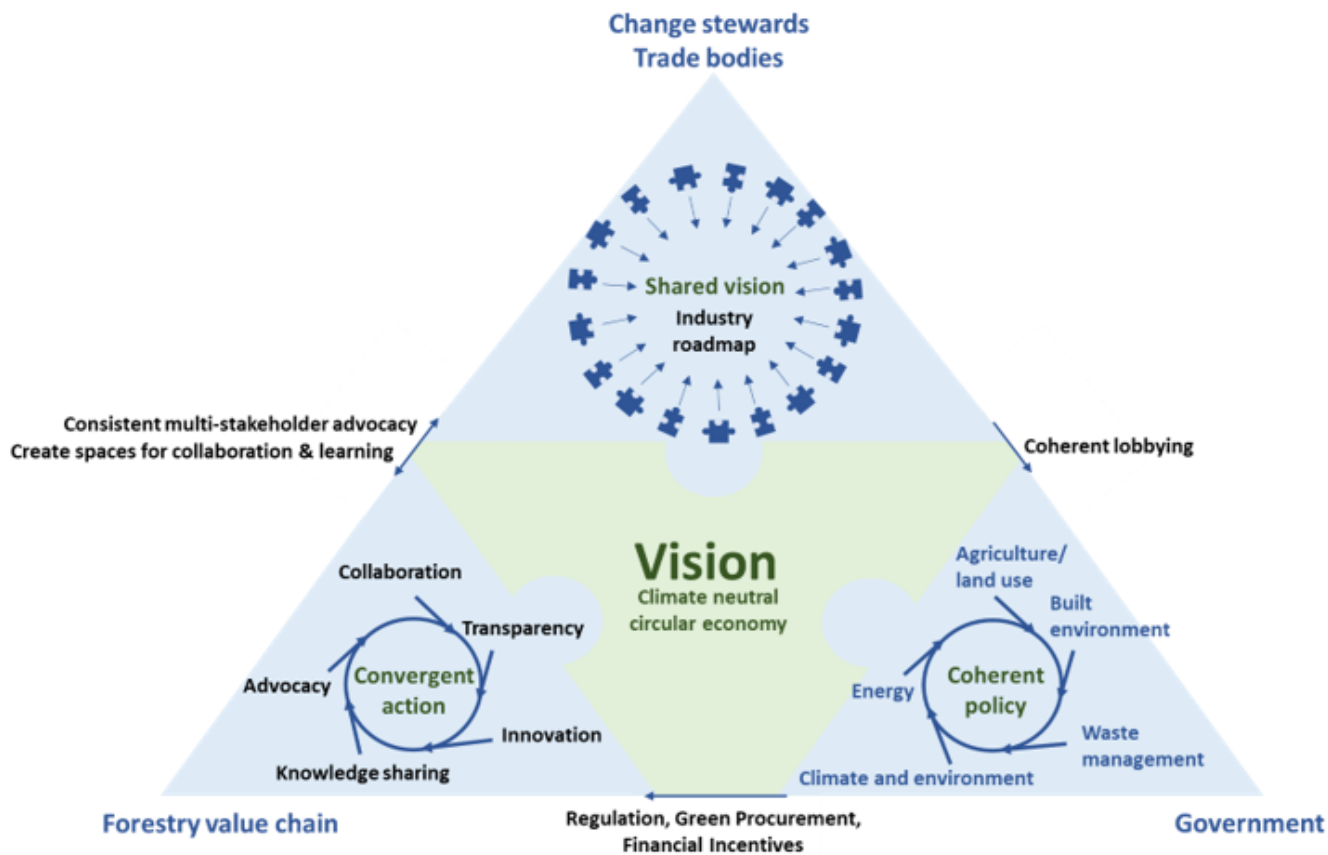 Change stewards
Trade bodies
Shared vision
Industry
roadmap
Consistent multi-stakeholder advocacy
Create spaces for collaboration & learning
Coherent lobbying
Vision
Climate neutral
circular economy
Collaboration
Transparency
Advocacy
Convergent
action
Innovation
Knowledge sharing
Agriculture/
land use
Built
environment
Energy
Coherent
policy
Waste
management
Climate and environment
Forestry value chain
Regulation, Green Procurement,
Financial Incentives
Government